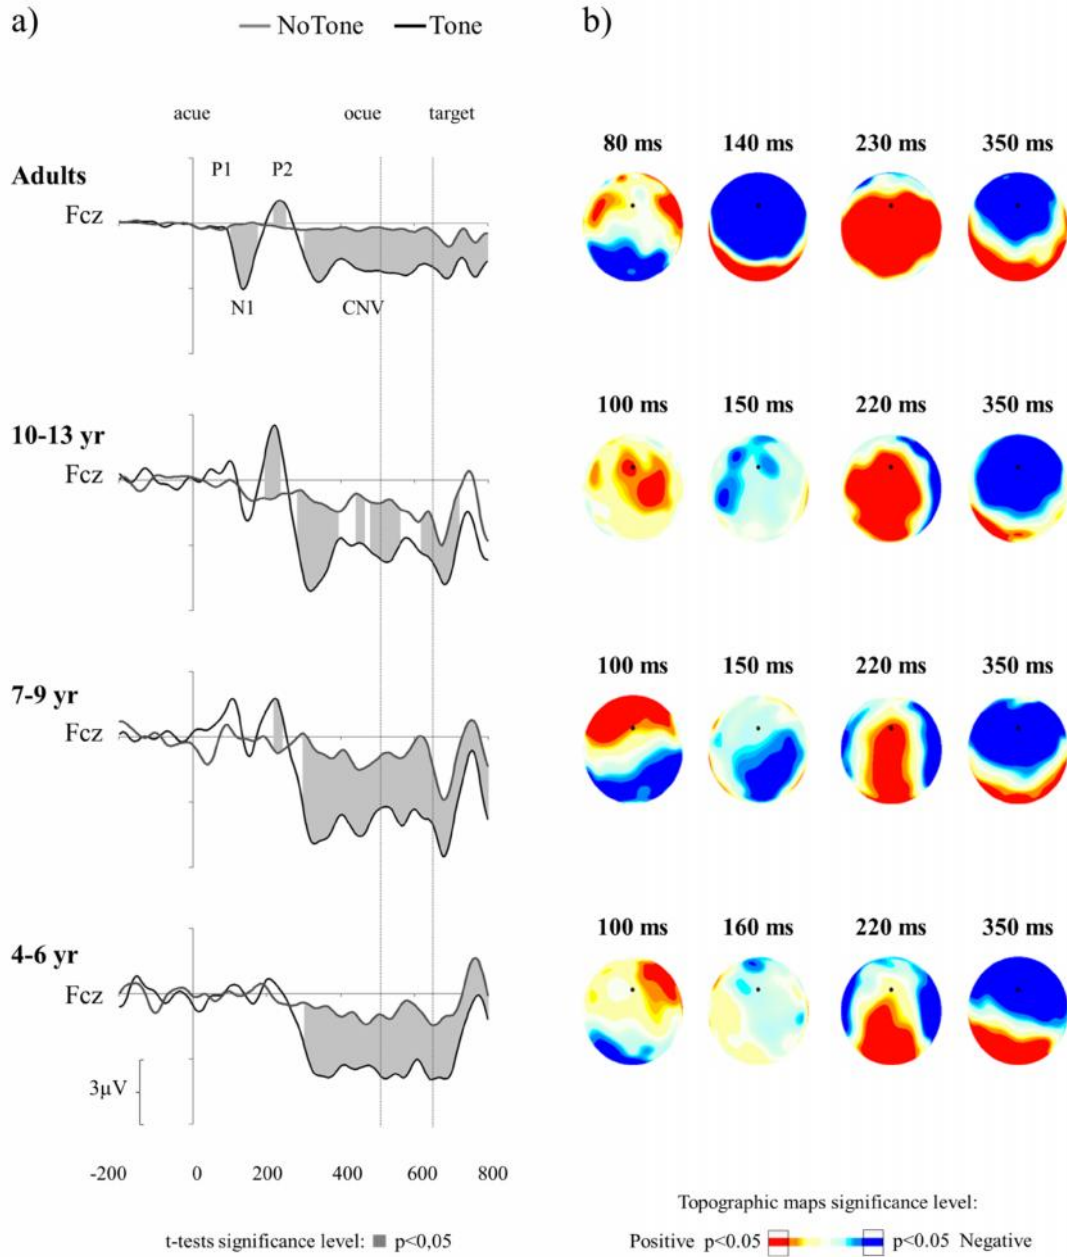 a)
NoTone Tone
acue ocue target
P1 P2
Adults
Fcz
N1 CNV
10-13 yr
Fcz
7-9 yr
Fcz
4-6 yr
Fcz
3µV
-200 0 200 400 600 800
t-tests significance level: p<0,05
b)
80 ms 140 ms 230 ms 350 ms
100 ms 150 ms 220 ms 350 ms
100 ms 150 ms 220 ms 350 ms
100 ms 160 ms 220 ms 350 ms
Topographic maps significance level:
Positive p<0.05 p<0.05 Negative